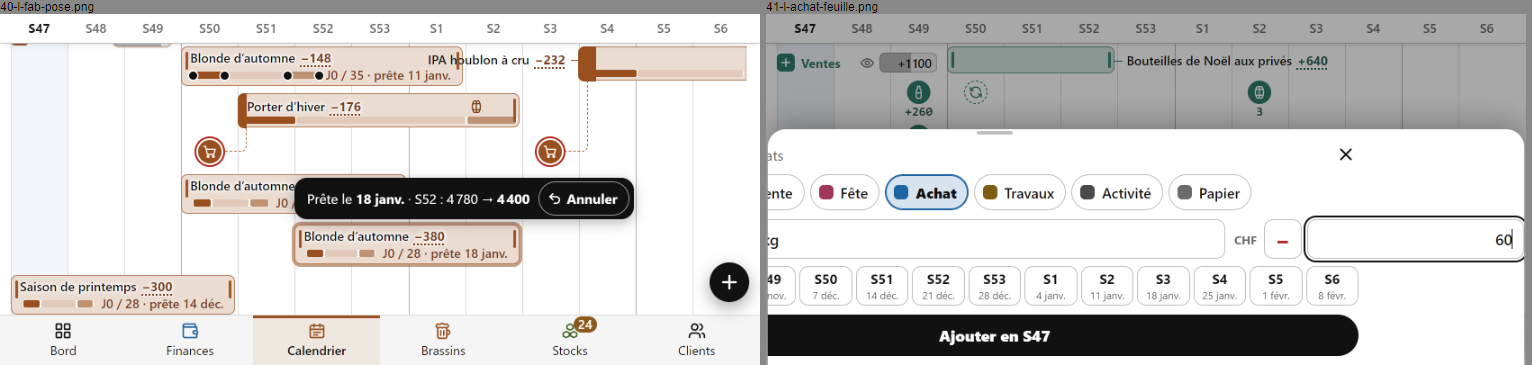 40-l-fab-pose.png
S47 S48 S49 S50 S51 S52 S53 S1 S2 S3 S4 S5 S6
Blonde d'automne −148
J0 / 35 · prête 11 janv.
IPA houblon à cru −232
Porter d'hiver −176
Blonde d'automne
J0 /
Prête le 18 janv. · S52 : 4 780 → 4 400 Annuler
Blonde d'automne −380
J0 / 28 · prête 18 janv.
Saison de printemps −300
J0 / 28 · prête 14 déc.
+
24
Bord Finances Calendrier Brassins Stocks Clients
41-l-achat-feuille.png
S47 S48 S49 S50 S51 S52 S53 S1 S2 S3 S4 S5 S6
Ventes +1100 Bouteilles de Noël aux privés +640
+260 3
ats
ente Fête Achat Travaux Activité Papier
kg CHF − 60
49 S50 S51 S52 S53 S1 S2 S3 S4 S5 S6
nov. 7 déc. 14 déc. 21 déc. 28 déc. 4 janv. 11 janv. 18 janv. 25 janv. 1 févr. 8 févr.
Ajouter en S47